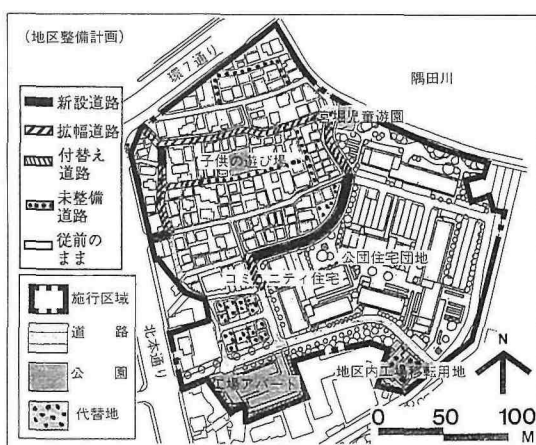 (地区整備計画)
環7通り
隅田川
新設道路
拡幅道路
付替え
道路
未整備
道路
従前の
まま
宮堀児童遊園
子供の遊び場
公団住宅団地
コミュニティ住宅
施行区域
道 路
公 園
代替地
北本通り
工場アパート
地区内工場移転用地
N
0 50 100
M